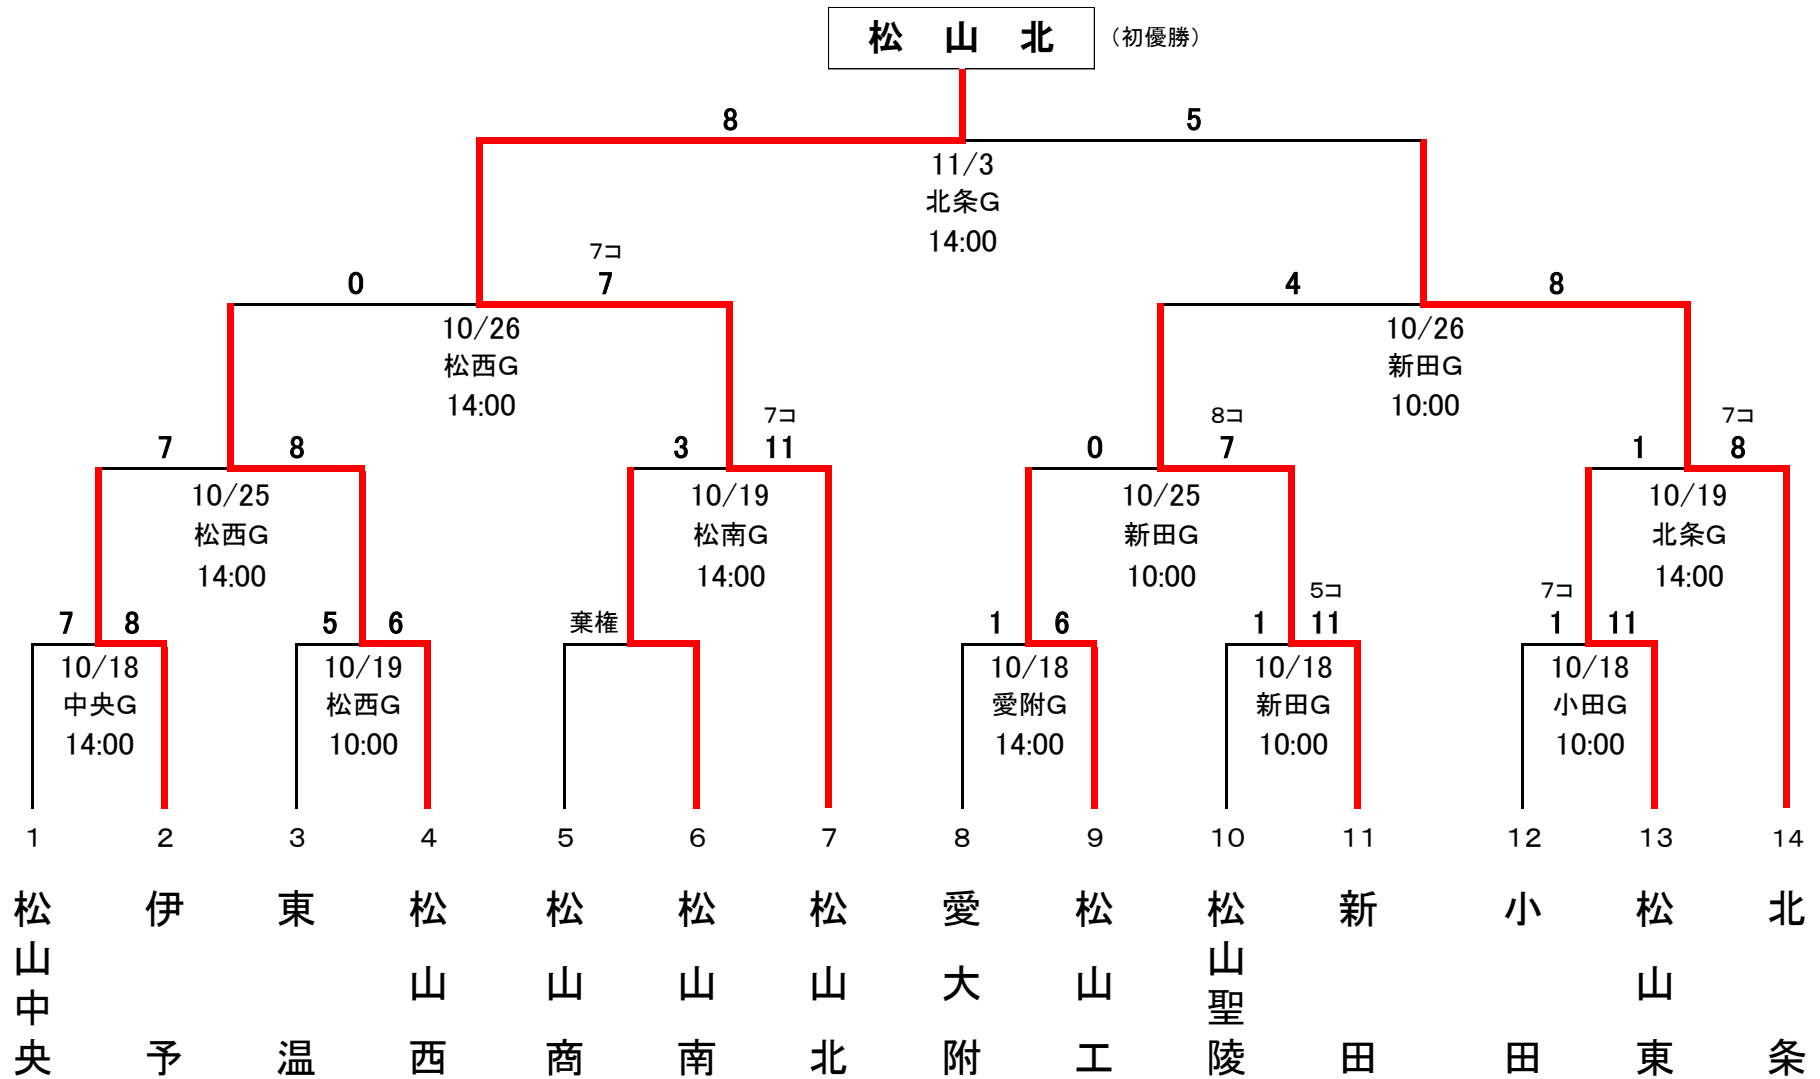 松山北
（初優勝）
8 5
11/3
北条G
14:00
7コ
0 7 4 8
10/26 10/26
松西G 新田G
14:00 10:00
7コ 8コ 7コ
7 8 3 11 0 7 1 8
10/25 10/19 10/25 10/19
松西G 松南G 新田G 北条G
14:00 14:00 10:00 14:00
5コ 7コ
7 8 5 6 棄権 1 6 1 11 1 11
10/18 10/19 10/18 10/18 10/18
中央G 松西G 愛附G 新田G 小田G
14:00 10:00 14:00 10:00 10:00
1 2 3 4 5 6 7 8 9 10 11 12 13 14
松山中央
伊予
東温
松山西
松山商
松山南
松山北
愛大附
松山工
松山聖陵
新田
小田
松山東
北条